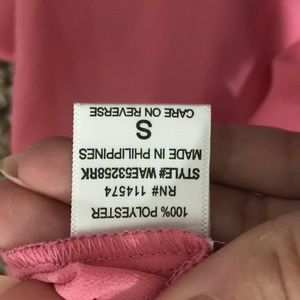 100% POLYESTER
RN# 114574
STYLE# WAE53258RK
MADE IN PHILIPPINES
S
CARE ON REVERSE